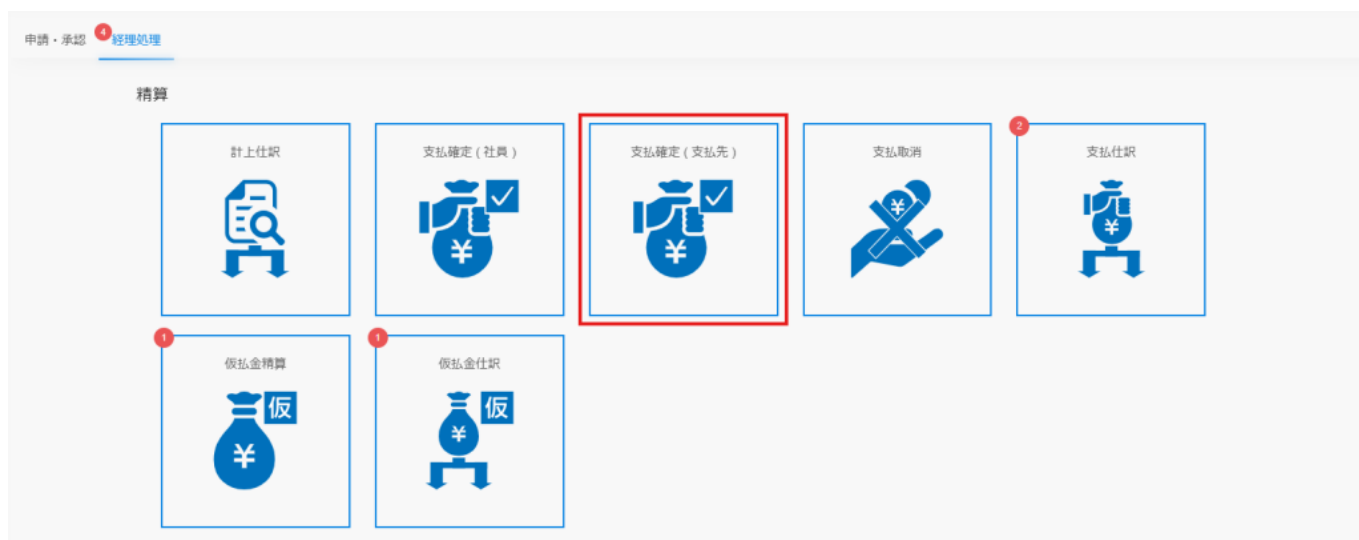 申請・承認 4 経理処理
精算
計上仕訳 支払確定(社員) 支払確定(支払先) 支払取消 2 支払仕訳
¥ ¥ ¥ ¥
1 仮払金精算 1 仮払金仕訳
仮 仮
¥ ¥